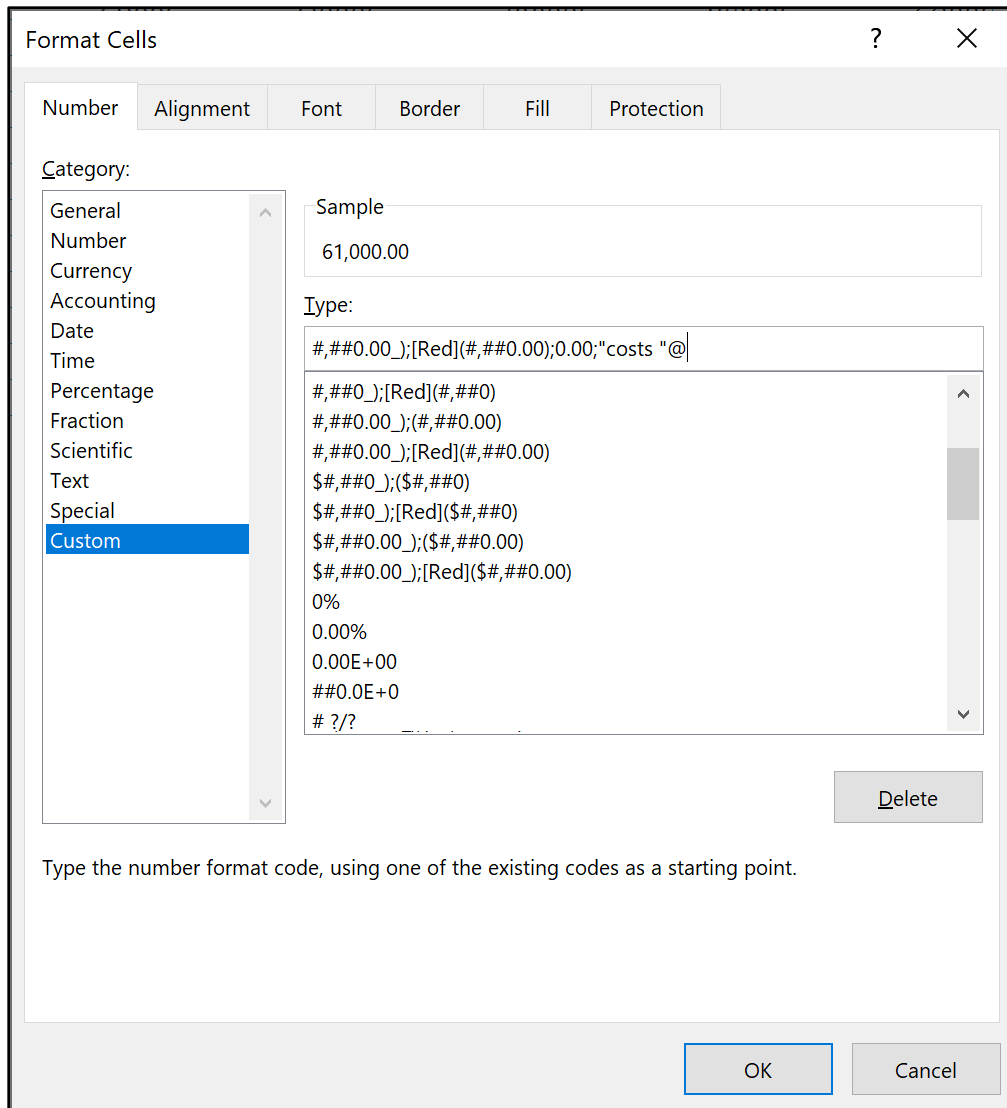 Format Cells
?
Number Alignment Font Border Fill Protection
Category:
General
Number
Currency
Accounting
Date
Time
Percentage
Fraction
Scientific
Text
Special
Custom
Sample
61,000.00
Type:
#,##0.00_);[Red](#,##0.00);0.00;"costs "@
#,##0_);[Red](#,##0)
#,##0.00_);(#,##0.00)
#,##0.00_);[Red](#,##0.00)
$#,##0_);($#,##0)
$#,##0_);[Red]($#,##0)
$#,##0.00_);($#,##0.00)
$#,##0.00_);[Red]($#,##0.00)
0%
0.00%
0.00E+00
##0.0E+0
# ?/?
Delete
Type the number format code, using one of the existing codes as a starting point.
OK Cancel